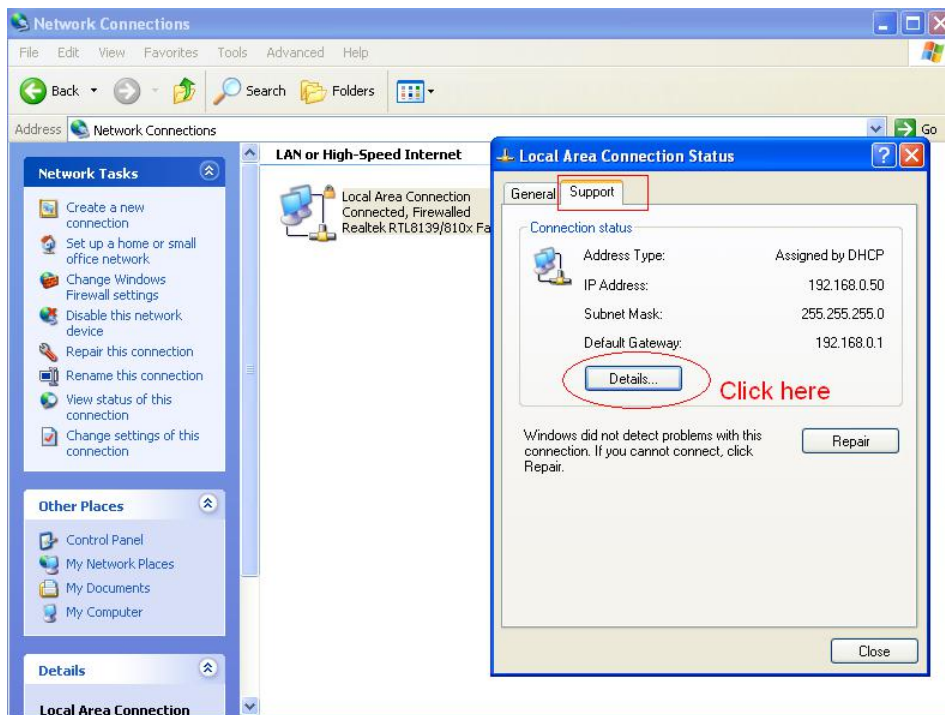 Network Connections
File Edit View Favorites Tools Advanced Help
Back Search Folders
Address Network Connections Go
Network Tasks
Create a new
connection
Set up a home or small
office network
Change Windows
Firewall settings
Disable this network
device
Repair this connection
Rename this connection
View status of this
connection
Change settings of this
connection
Other Places
Control Panel
My Network Places
My Documents
My Computer
Details
Local Area Connection
LAN or High-Speed Internet
Local Area Connection
Connected, Firewalled
Realtek RTL8139/810x Fa
Local Area Connection Status
General Support
Connection status
Address Type: Assigned by DHCP
IP Address: 192.168.0.50
Subnet Mask: 255.255.255.0
Default Gateway: 192.168.0.1
Details...
Click here
Windows did not detect problems with this
connection. If you cannot connect, click
Repair.
Repair
Close